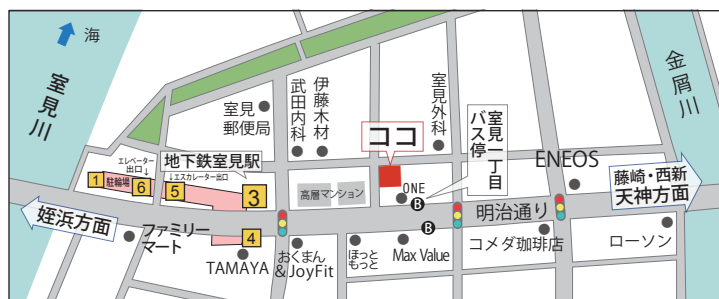 海
室見川
室見
郵便局
武田内科
伊藤木材
室見外科
室見一丁目
バス停
金屑川
ココ
エレベーター
出口↓
1
駐輪場
6
地下鉄室見駅
↓エスカレーター出口
5
3
高層マンション
ONE
B
ENEOS
藤崎・西新
天神方面
姪浜方面
明治通り
B
4
ファミリー
マート
TAMAYA
おくまん
&JoyFit
ほっと
もっと
Max Value
コメダ珈琲店
ローソン